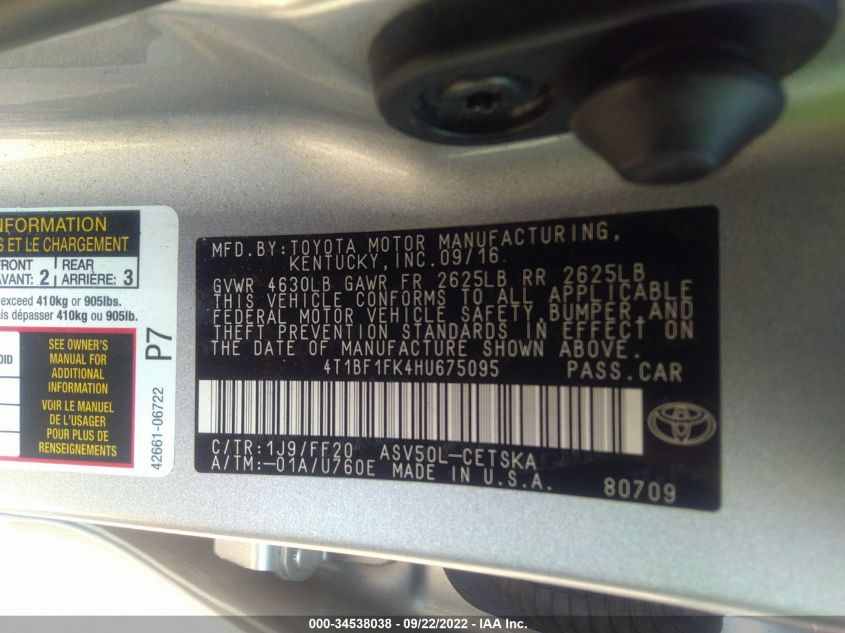 INFORMATION
S ET LE CHARGEMENT
FRONT
AVANT: 2
REAR
ARRIÈRE: 3
exceed 410kg or 905lbs.
is dépasser 410kg ou 905lb.
OID
SEE OWNER'S
MANUAL FOR
ADDITIONAL
INFORMATION
VOIR LE MANUEL
DE L'USAGER
POUR PLUS DE
RENSEIGNEMENTS
P7
42661-06722
MFD.BY:TOYOTA MOTOR MANUFACTURING,
KENTUCKY,INC.09/16
GVWR 4630LB GAWR FR 2625LB RR 2625LB
THIS VEHICLE CONFORMS TO ALL APPLICABLE
FEDERAL MOTOR VEHICLE SAFETY,BUMPER,AND
THEFT PREVENTION STANDARDS IN EFFECT ON
THE DATE OF MANUFACTURE SHOWN ABOVE.
4T1BF1FK4HU675095 PASS.CAR
C/TR:1J9/FF20 ASV50L-CETSKA
A/TM:-01A/U760E MADE IN U.S.A.
80709
TOYOTA
000-34538038 - 09/22/2022 - IAA Inc.